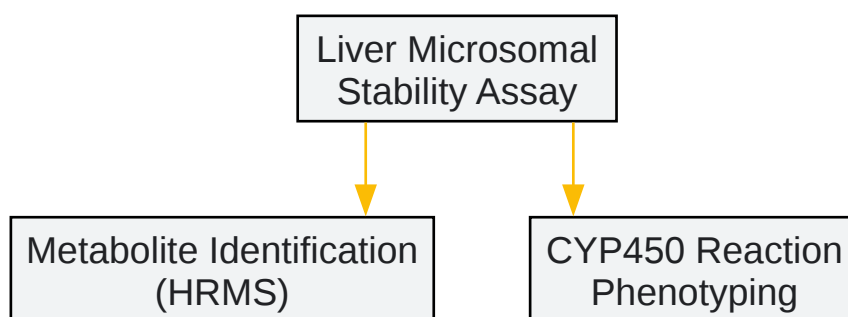 Liver Microsomal
Stability Assay
Metabolite Identification
(HRMS)
CYP450 Reaction
Phenotyping